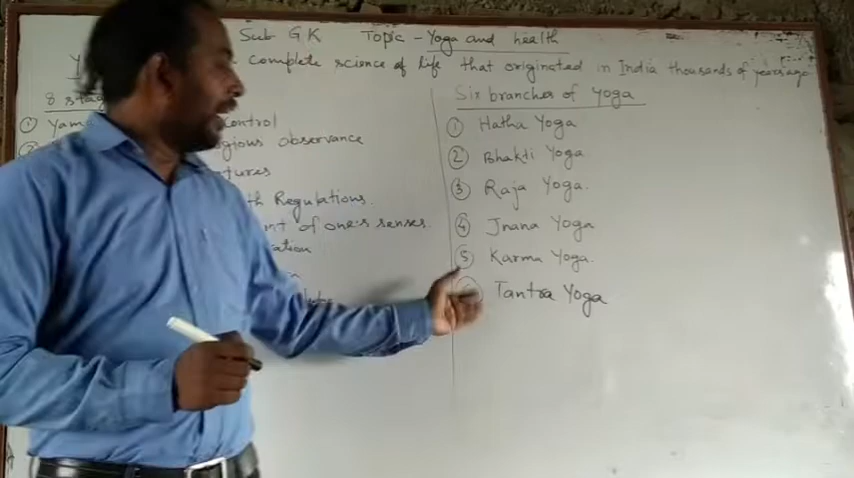 Sub GK Topic - Yoga and health
complete science of life that originated in India thousands of years ago.
8 stag
① Yama control
gious observance
tures
th Regulations.
nt of one's senses.
ation
Six branches of Yoga
① Hatha Yoga
② Bhakti Yoga
③ Raja Yoga.
④ Jnana Yoga
⑤ Karma Yoga.
Tantra Yoga